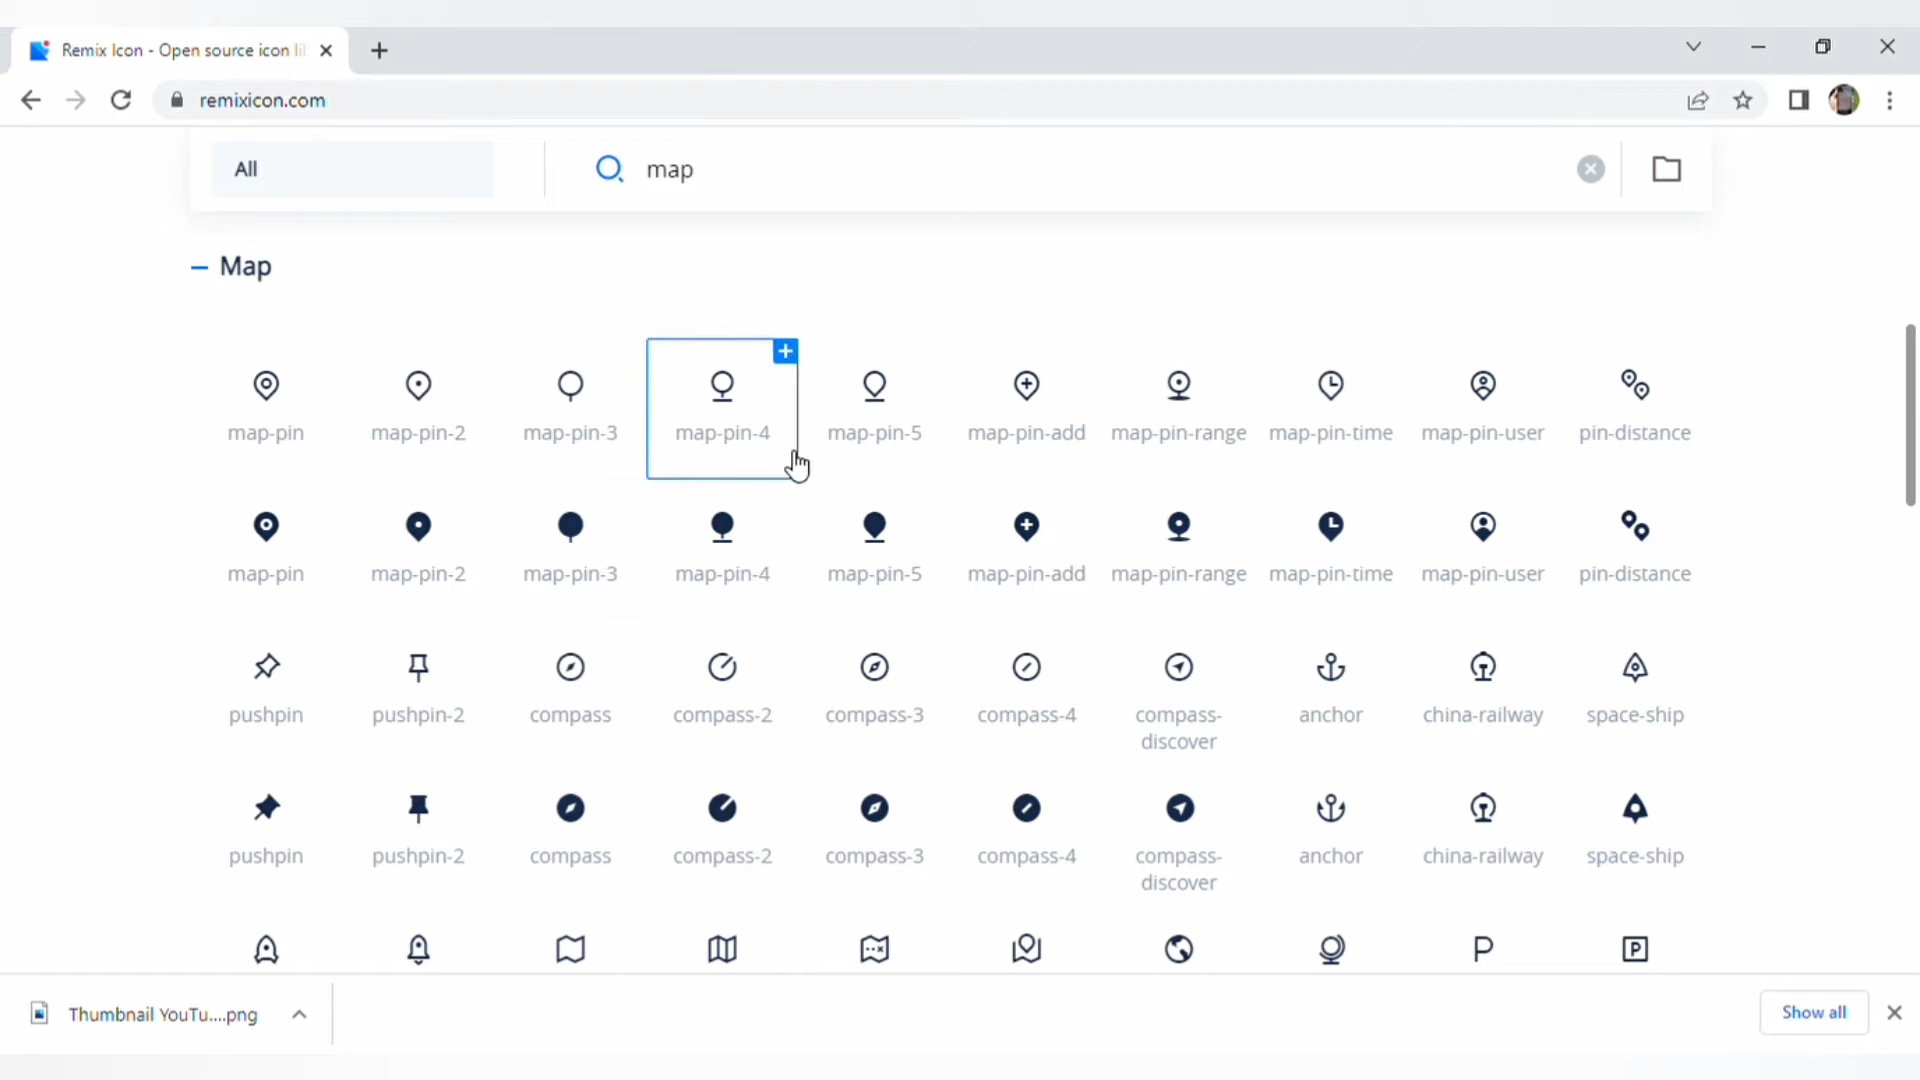 Remix Icon - Open source icon li
remixicon.com
All
map
Map
map-pin map-pin-2 map-pin-3 map-pin-4 map-pin-5 map-pin-add map-pin-range map-pin-time map-pin-user pin-distance
map-pin map-pin-2 map-pin-3 map-pin-4 map-pin-5 map-pin-add map-pin-range map-pin-time map-pin-user pin-distance
pushpin pushpin-2 compass compass-2 compass-3 compass-4 compass-discover anchor china-railway space-ship
pushpin pushpin-2 compass compass-2 compass-3 compass-4 compass-discover anchor china-railway space-ship
P P
Thumbnail YouTu....png
Show all